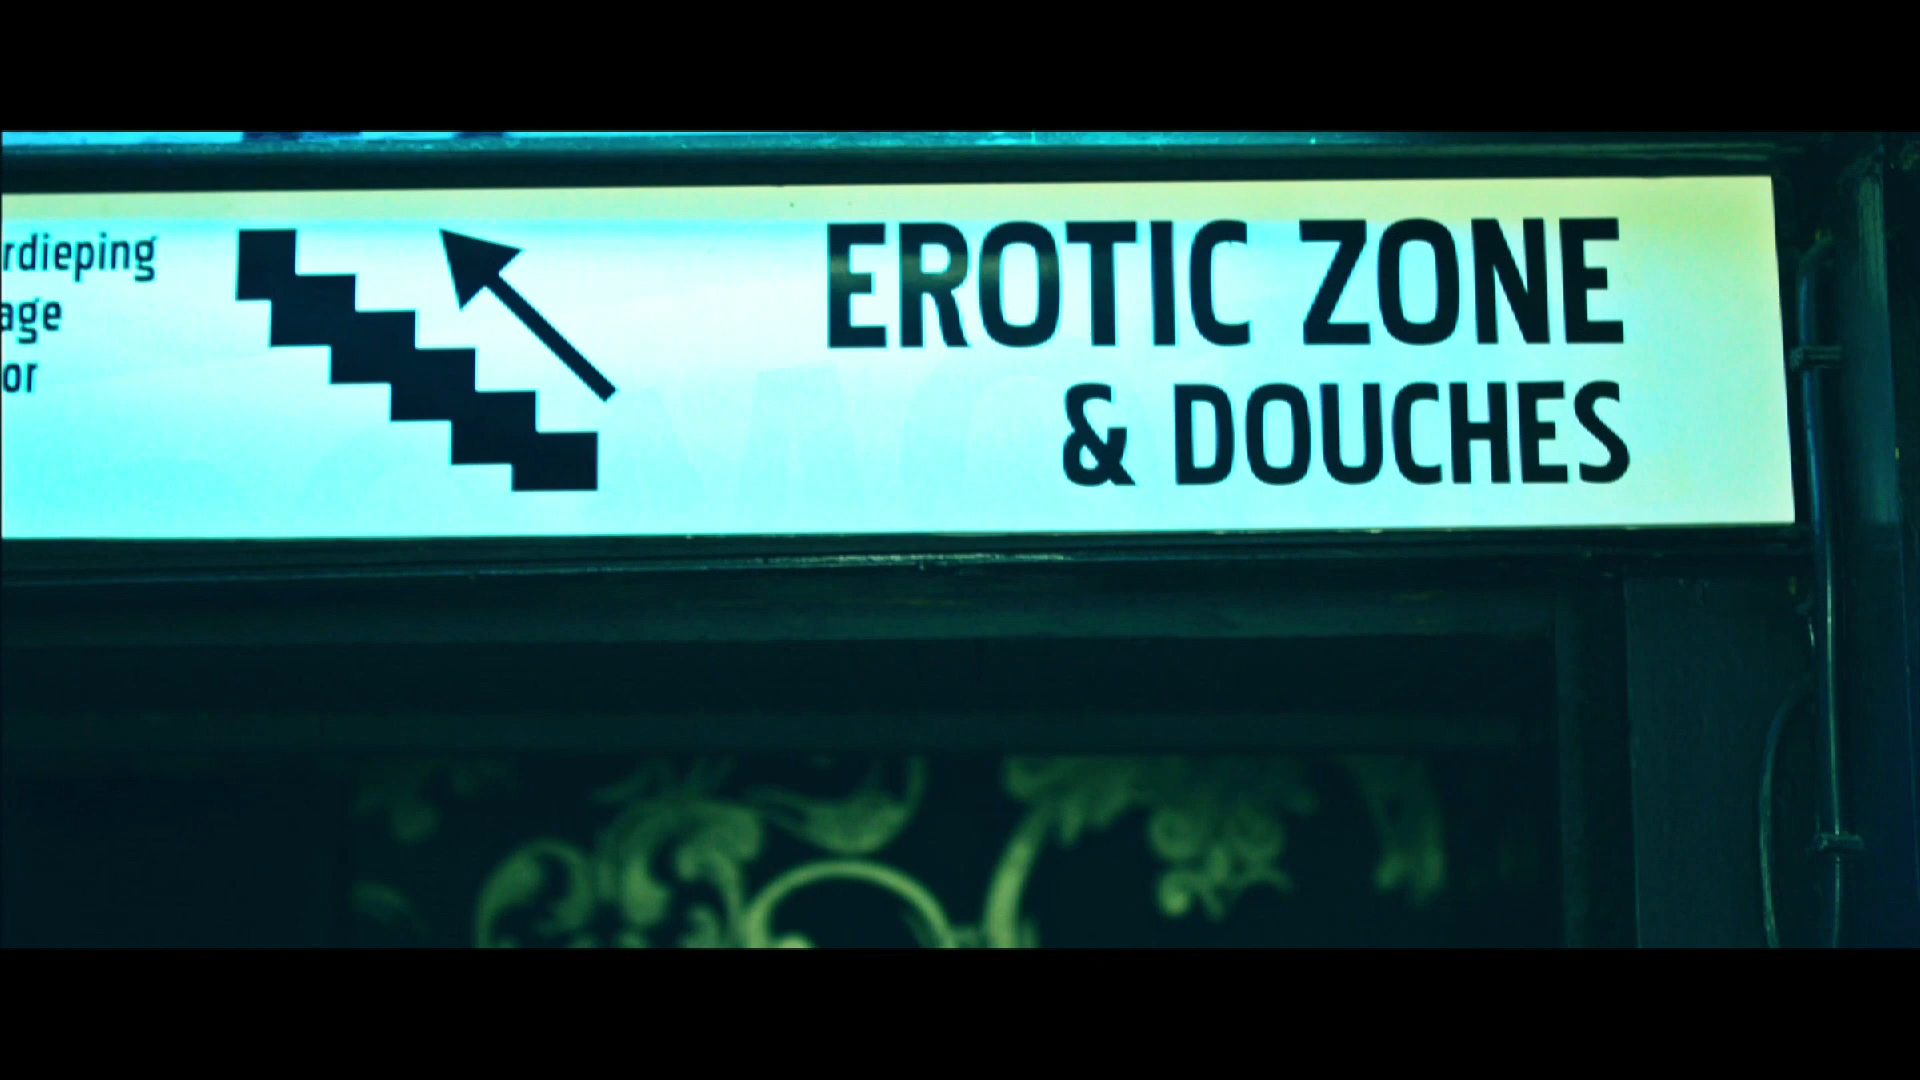 rdieping
age
or
EROTIC ZONE
& DOUCHES